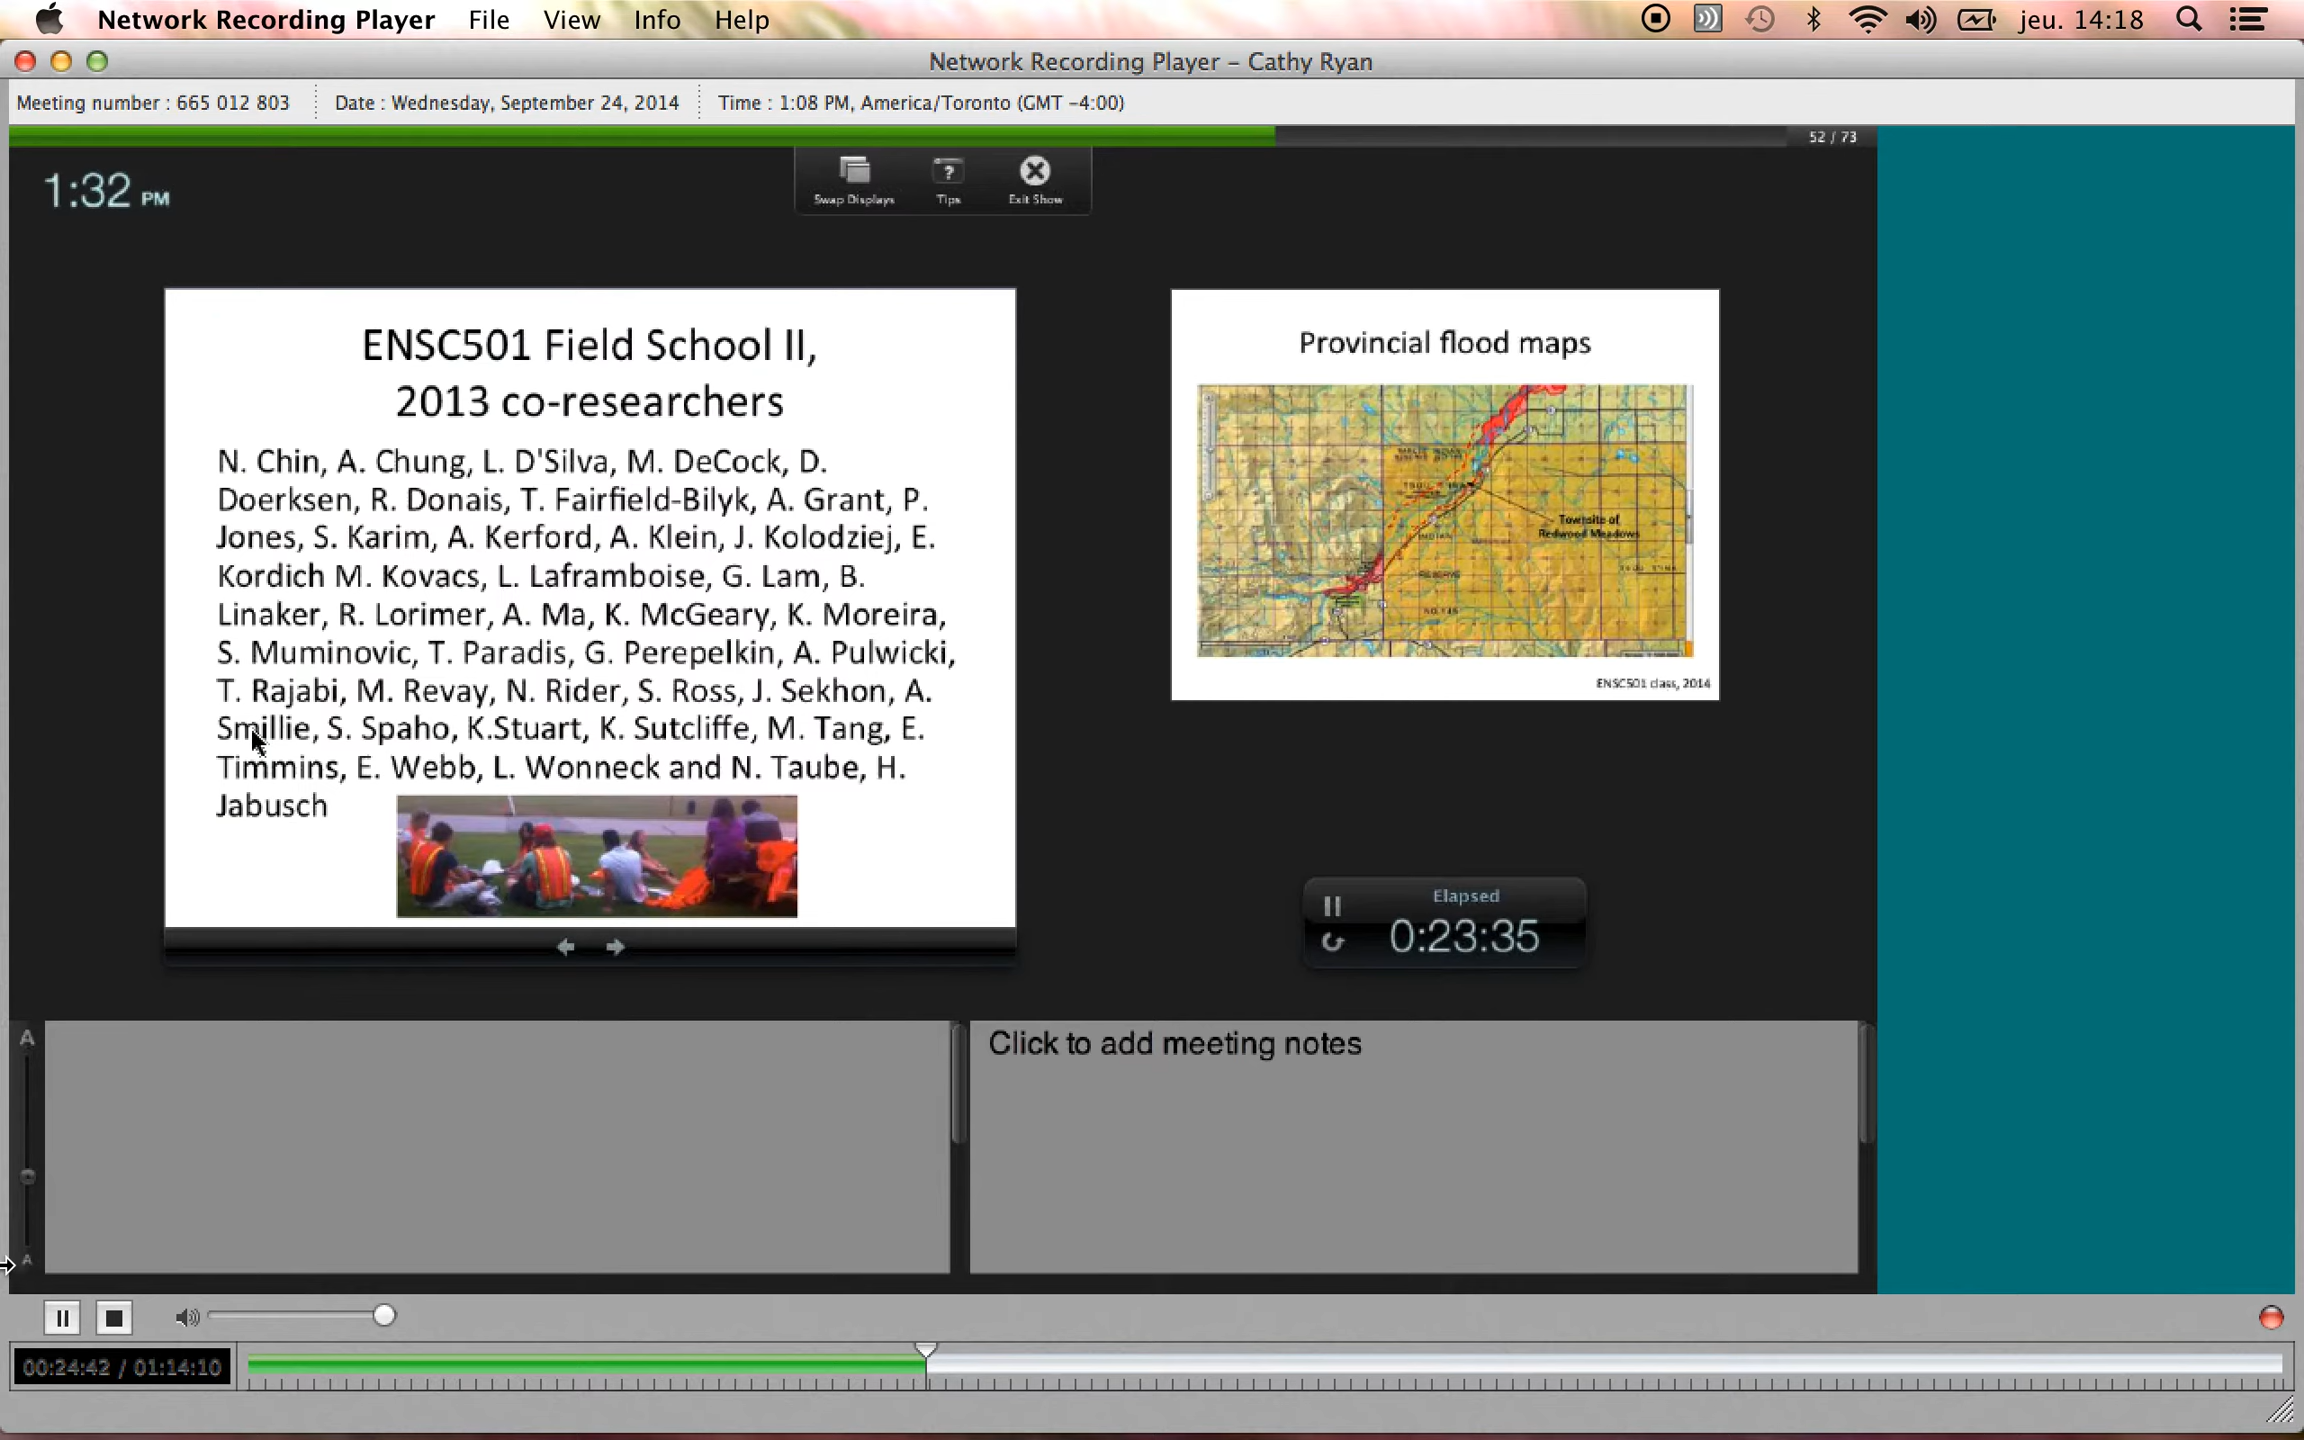 Network Recording Player File View Info Help jeu. 14:18
Network Recording Player – Cathy Ryan
Meeting number : 665 012 803 Date : Wednesday, September 24, 2014 Time : 1:08 PM, America/Toronto (GMT -4:00)
52 / 73
1:32 PM
Swap Displays ? Tips Exit Show
ENSC501 Field School II,
2013 co-researchers
N. Chin, A. Chung, L. D'Silva, M. DeCock, D.
Doerksen, R. Donais, T. Fairfield-Bilyk, A. Grant, P.
Jones, S. Karim, A. Kerford, A. Klein, J. Kolodziej, E.
Kordich M. Kovacs, L. Laframboise, G. Lam, B.
Linaker, R. Lorimer, A. Ma, K. McGeary, K. Moreira,
S. Muminovic, T. Paradis, G. Perepelkin, A. Pulwicki,
T. Rajabi, M. Revay, N. Rider, S. Ross, J. Sekhon, A.
Smillie, S. Spaho, K.Stuart, K. Sutcliffe, M. Tang, E.
Timmins, E. Webb, L. Wonneck and N. Taube, H.
Jabusch
Provincial flood maps
Townsite of
Redwood Meadows
INDIAN
RESERVE
NO.145
ENSC501 class, 2014
Elapsed
0:23:35
A
A
Click to add meeting notes
00:24:42 / 01:14:10